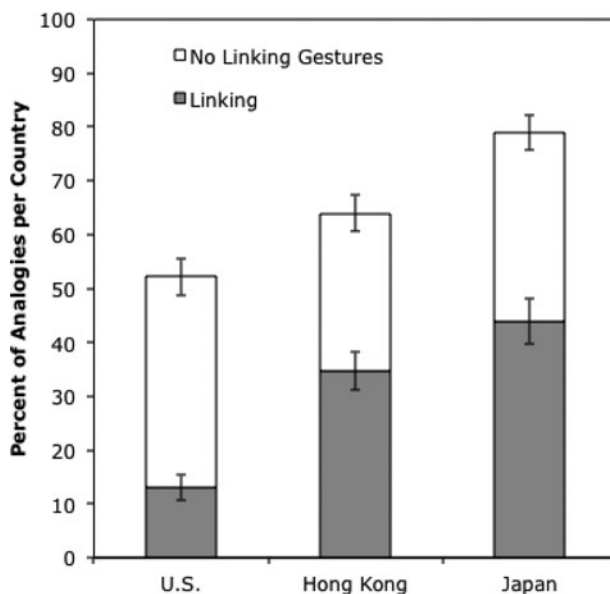 Percent of Analogies per Country
100
90
80
70
60
50
40
30
20
10
0
No Linking Gestures
Linking
U.S.
Hong Kong
Japan